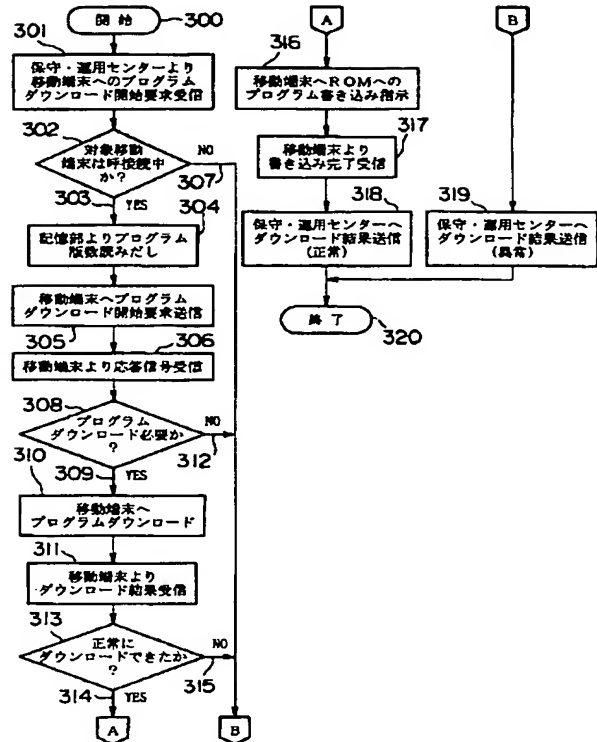 開始
300
301
保守・運用センターより
移動端末へのプログラム
ダウンロード開始要求受信
302
対象移動
端末は呼接続中
か?
NO
307
303
YES
304
記憶部よりプログラム
版数読みだし
移動端末へプログラム
ダウンロード開始要求送信
305
306
移動端末より応答信号受信
308
プログラム
ダウンロード必要か
?
NO
312
309
YES
310
移動端末へ
プログラムダウンロード
311
移動端末より
ダウンロード結果受信
313
正常に
ダウンロードできたか
?
NO
315
314
YES
A
B
A
316
移動端末へROMへの
プログラム書き込み指示
317
移動端末より
書き込み完了受信
318
保守・運用センターへ
ダウンロード結果送信
(正常)
B
319
保守・運用センターへ
ダウンロード結果送信
(異常)
終了
320